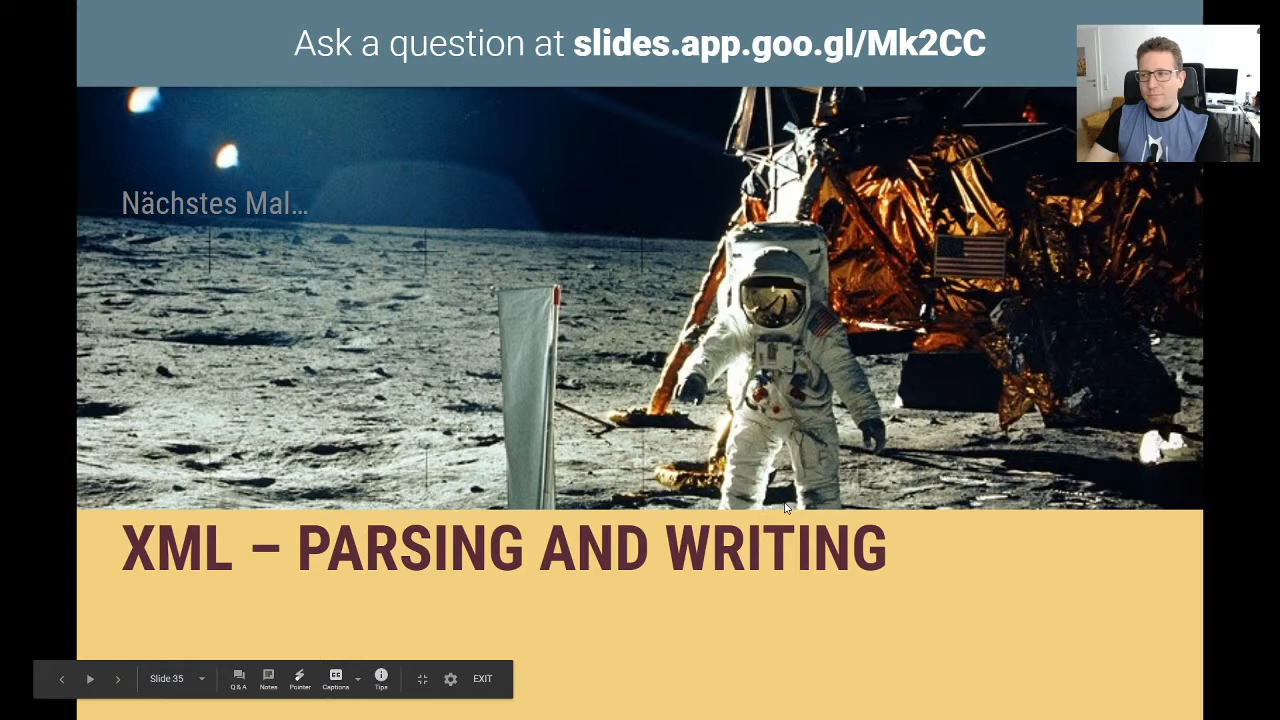 Ask a question at slides.app.goo.gl/Mk2CC
Nächstes Mal...
XML – PARSING AND WRITING
Slide 35
Q & A
Notes
Pointer
CC
Captions
Tips
EXIT